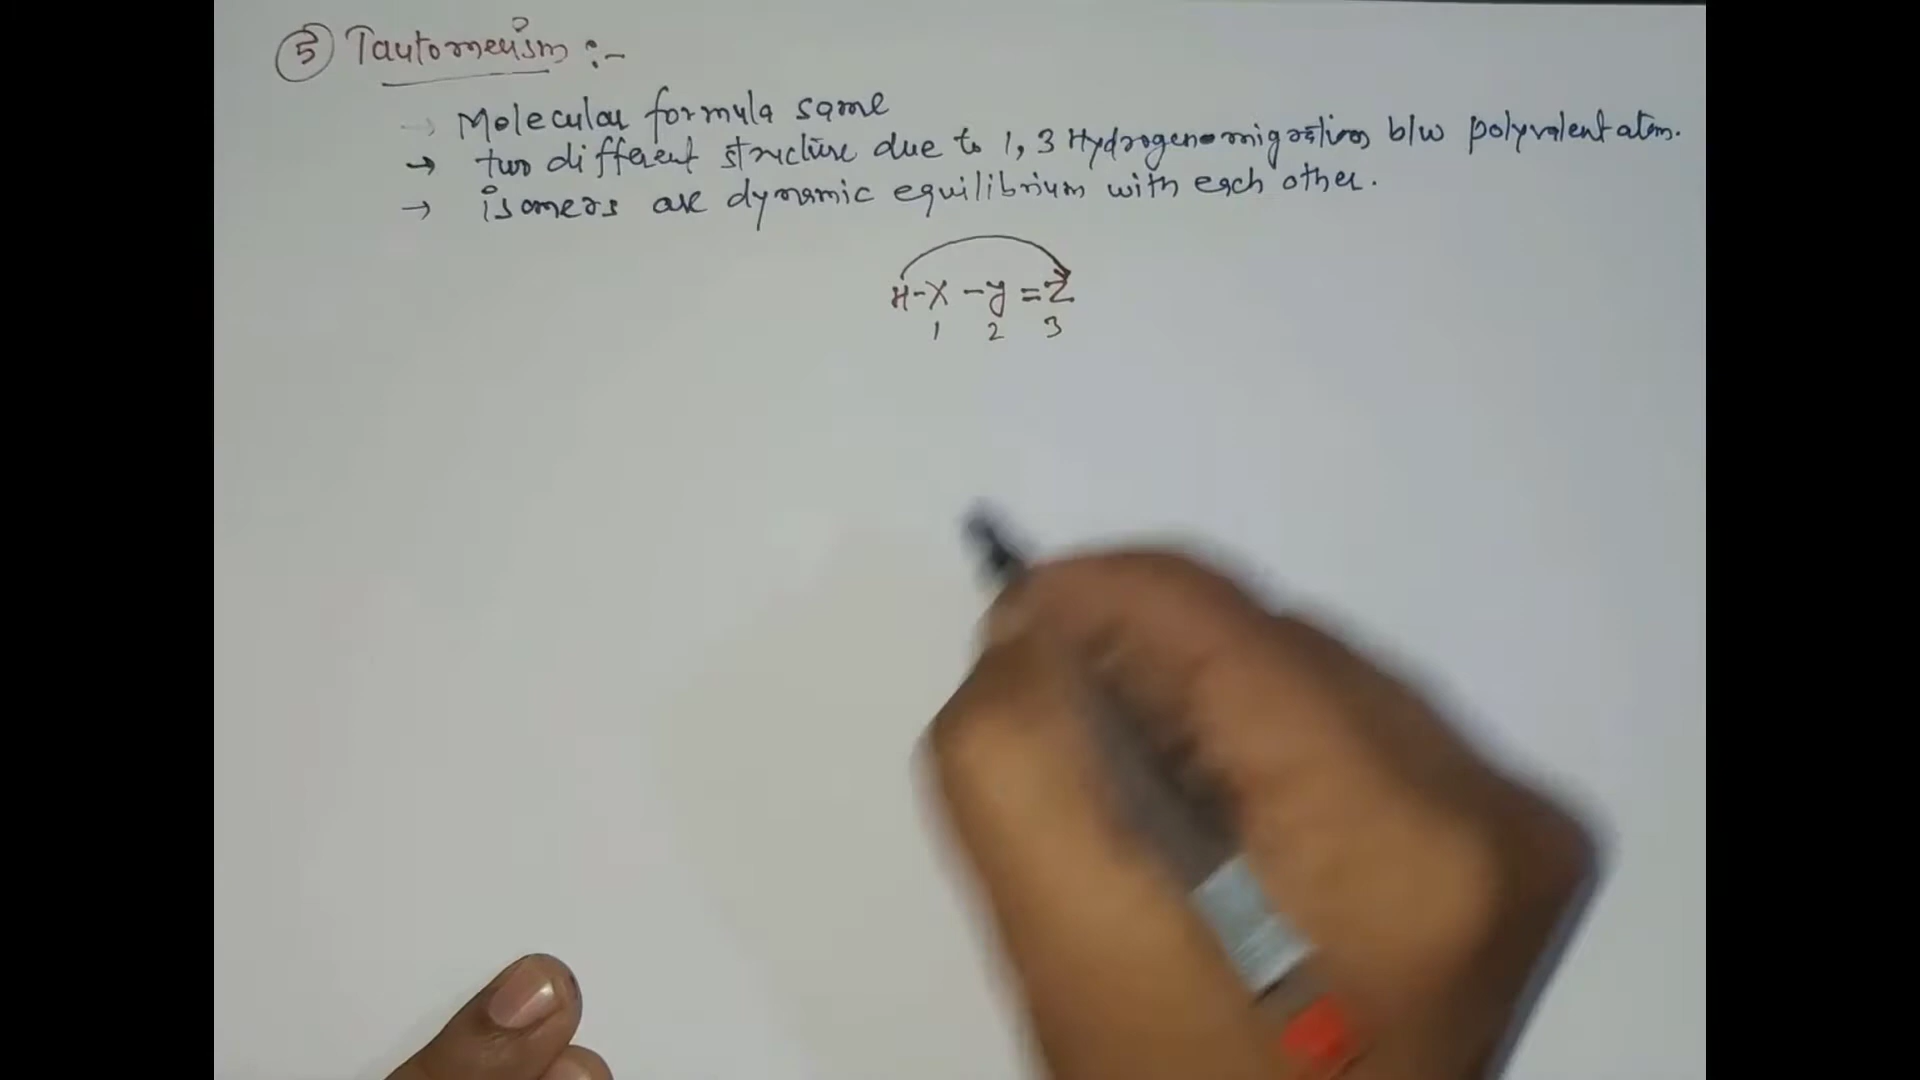 ⑤ Tautomerism :-
→ Molecular formula same
→ two different structure due to 1, 3 Hydrogen migration b/w polyvalent atom.
→ isomers are dynamic equilibrium with each other.
H-X-y=Z
1 2 3